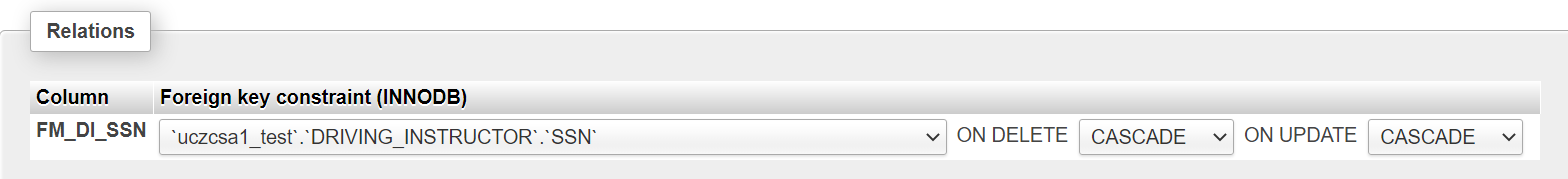 Relations
Column Foreign key constraint (INNODB)
FM_DI_SSN `uczcsa1_test`.`DRIVING_INSTRUCTOR`.`SSN` ON DELETE CASCADE ON UPDATE CASCADE